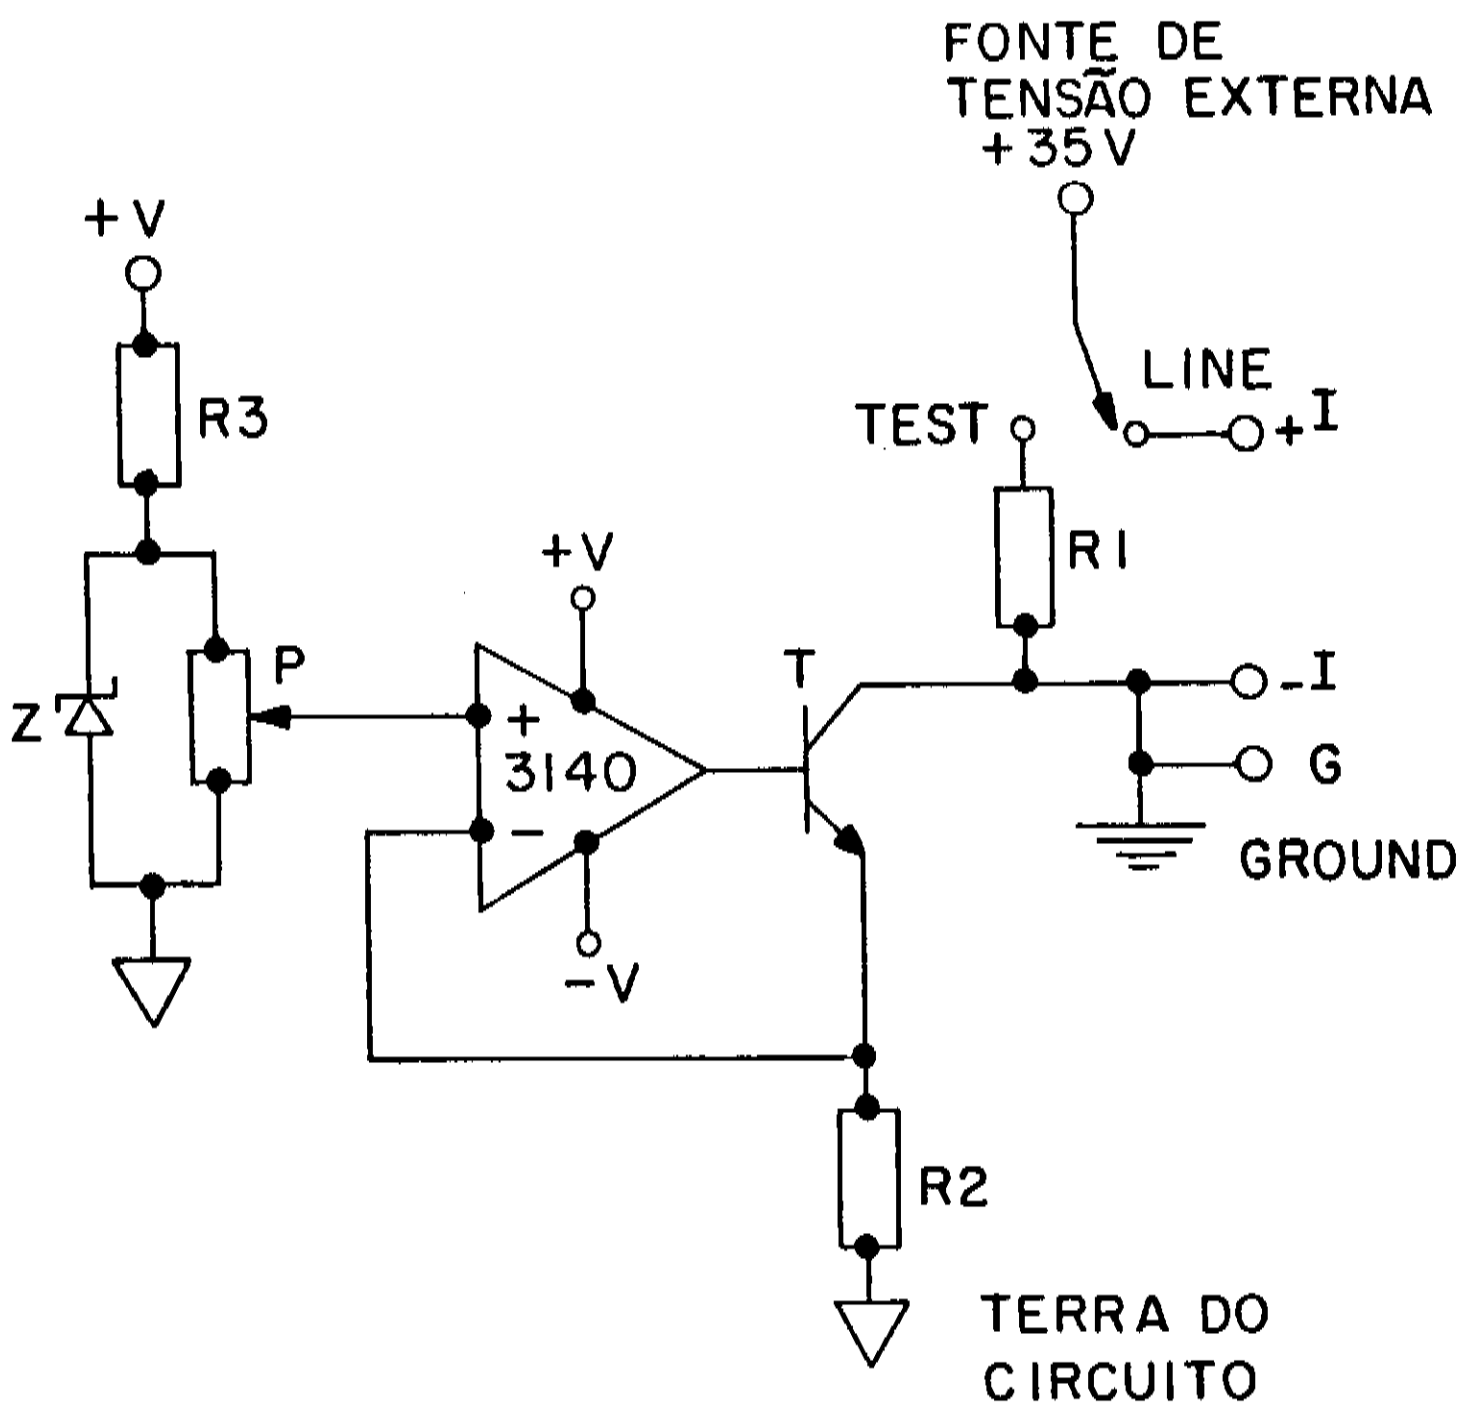 FONTE DE
TENSÃO EXTERNA
+35V
+V
LINE
+I
TEST
R3
R1
+V
P
T
-I
Z
+
3140
-
G
GROUND
-V
R2
TERRA DO
CIRCUITO